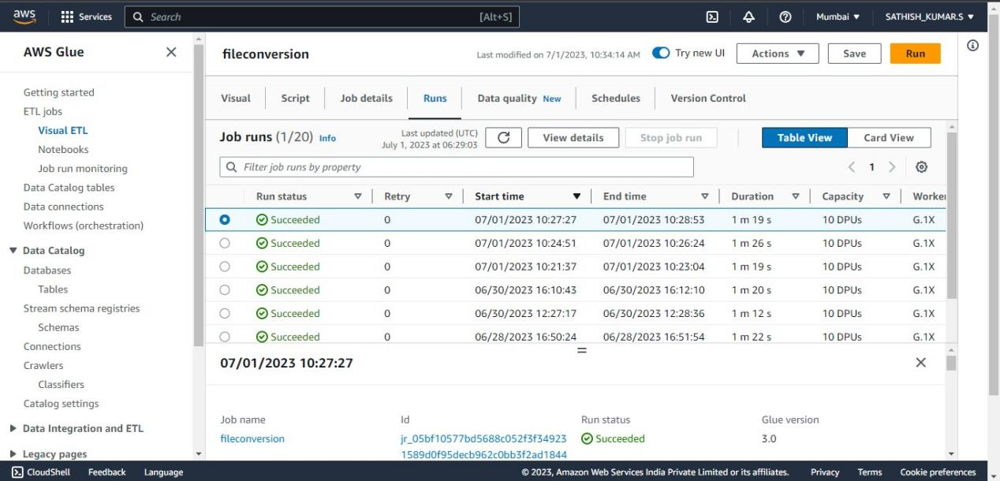 aws Services Search [Alt+S] Mumbai SATHISH_KUMAR.S
AWS Glue
Getting started
ETL jobs
Visual ETL
Notebooks
Job run monitoring
Data Catalog tables
Data connections
Workflows (orchestration)
Data Catalog
Databases
Tables
Stream schema registries
Schemas
Connections
Crawlers
Classifiers
Catalog settings
Data Integration and ETL
Legacy pages
fileconversion Last modified on 7/1/2023, 10:34:14 AM Try new UI Actions Save Run
Visual Script Job details Runs Data quality New Schedules Version Control
Job runs (1/20) Info Last updated (UTC) July 1, 2023 at 06:29:03 View details Stop job run Table View Card View
Filter job runs by property 1
Run status Retry Start time End time Duration Capacity Worker
Succeeded 0 07/01/2023 10:27:27 07/01/2023 10:28:53 1 m 19 s 10 DPUs G.1X
Succeeded 0 07/01/2023 10:24:51 07/01/2023 10:26:24 1 m 26 s 10 DPUs G.1X
Succeeded 0 07/01/2023 10:21:37 07/01/2023 10:23:04 1 m 19 s 10 DPUs G.1X
Succeeded 0 06/30/2023 16:10:43 06/30/2023 16:12:10 1 m 20 s 10 DPUs G.1X
Succeeded 0 06/30/2023 12:27:17 06/30/2023 12:28:36 1 m 12 s 10 DPUs G.1X
Succeeded 0 06/28/2023 16:50:24 06/28/2023 16:51:54 1 m 22 s 10 DPUs G.1X
07/01/2023 10:27:27
Job name Id Run status Glue version
fileconversion jr_05bf10577bd5688c052f3f34923 Succeeded 3.0
1589d0f95decb962c0bb3f2ad1844
CloudShell Feedback Language © 2023, Amazon Web Services India Private Limited or its affiliates. Privacy Terms Cookie preferences